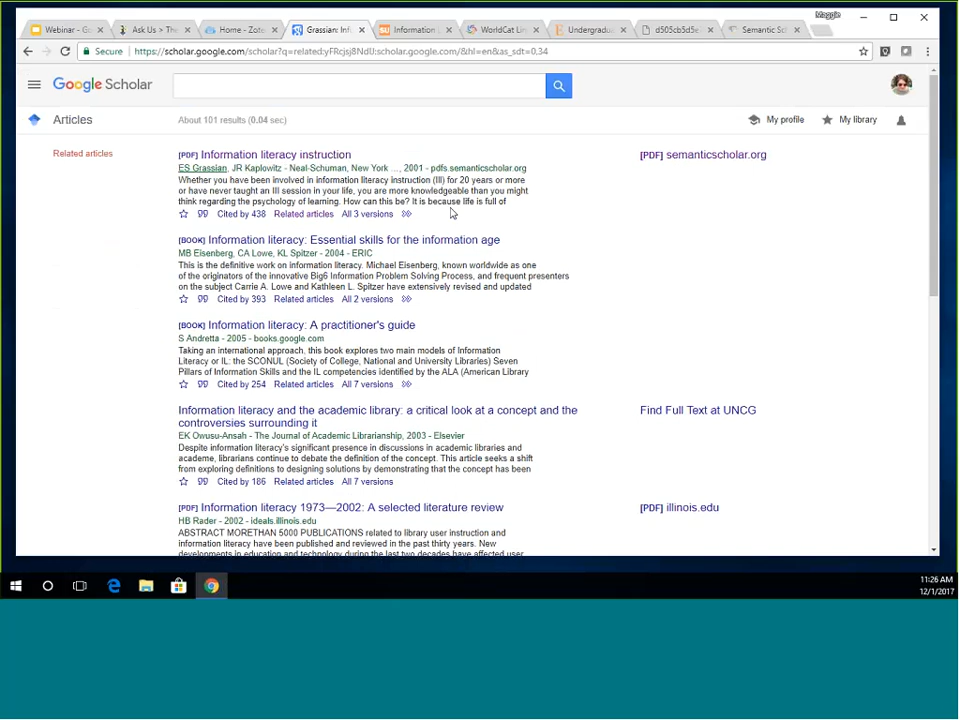 Maggie
Webinar - G
Ask Us > Th
Home - Zote
Grassian: Inf
Information
WorldCat Lin
Undergradu
d505cb5d5e
Semantic Sc
Secure https://scholar.google.com/scholar?q=related:yFRcjsj8NdU:scholar.google.com/&hl=en&as_sdt=0,34
Google Scholar
Articles
About 101 results (0.04 sec)
My profile
My library
Related articles
[PDF] Information literacy instruction
[PDF] semanticscholar.org
ES Grassian, JR Kaplowitz - Neal-Schuman, New York …, 2001 - pdfs.semanticscholar.org
Whether you have been involved in information literacy instruction (III) for 20 years or more
or have never taught an III session in your life, you are more knowledgeable than you might
think regarding the psychology of learning. How can this be? It is because life is full of
Cited by 438 Related articles All 3 versions
[BOOK] Information literacy: Essential skills for the information age
MB Eisenberg, CA Lowe, KL Spitzer - 2004 - ERIC
This is the definitive work on information literacy. Michael Eisenberg, known worldwide as one
of the originators of the innovative Big6 Information Problem Solving Process, and frequent presenters
on the subject Carrie A. Lowe and Kathleen L. Spitzer have extensively revised and updated
Cited by 393 Related articles All 2 versions
[BOOK] Information literacy: A practitioner's guide
S Andretta - 2005 - books.google.com
Taking an international approach, this book explores two main models of Information
Literacy or IL: the SCONUL (Society of College, National and University Libraries) Seven
Pillars of Information Skills and the IL competencies identified by the ALA (American Library
Cited by 254 Related articles All 7 versions
Information literacy and the academic library: a critical look at a concept and the
controversies surrounding it
Find Full Text at UNCG
EK Owusu-Ansah - The Journal of Academic Librarianship, 2003 - Elsevier
Despite information literacy's significant presence in discussions in academic libraries and
academe, librarians continue to debate the definition of the concept. This article seeks a shift
from exploring definitions to designing solutions by demonstrating that the concept has been
Cited by 186 Related articles All 7 versions
[PDF] Information literacy 1973—2002: A selected literature review
[PDF] illinois.edu
HB Rader - 2002 - ideals.illinois.edu
ABSTRACT MORETHAN 5000 PUBLICATIONS related to library user instruction and
information literacy have been published and reviewed in the past thirty years. New
developments in education and technology during the last two decades have affected user
11:26 AM
12/1/2017